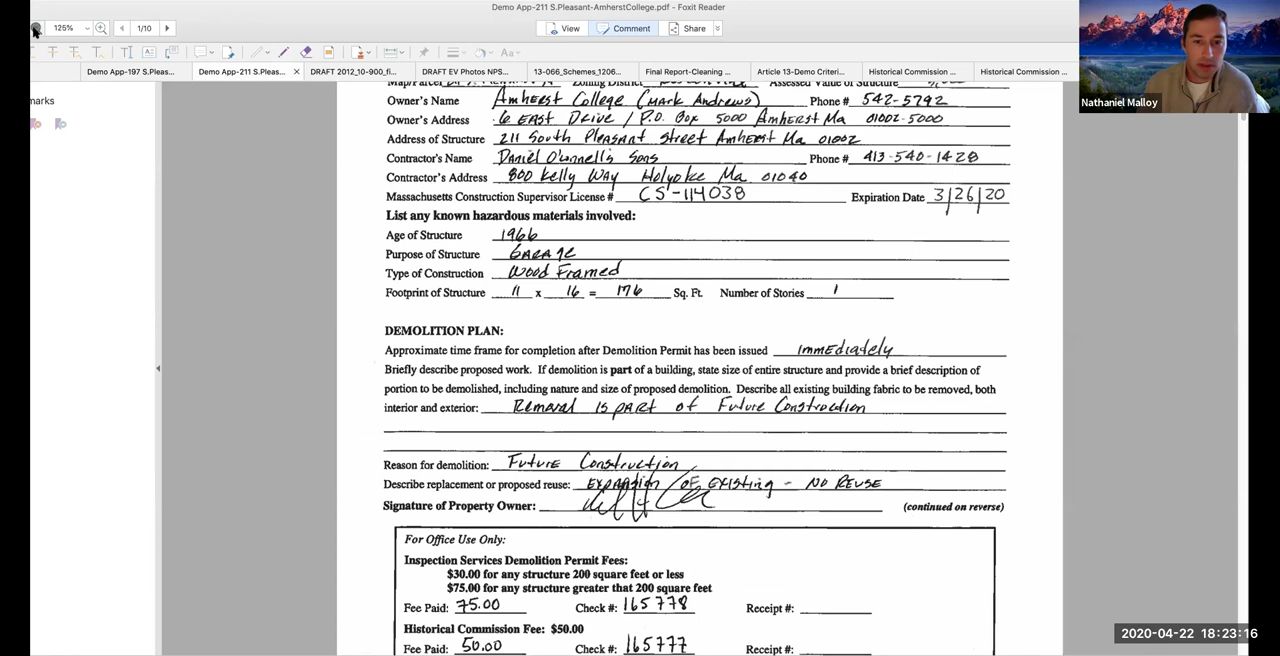 Demo App-211 S.Pleasant-AmherstCollege.pdf - Foxit Reader
125% 1/10 View Comment Share
Demo App-197 S.Pleas... Demo App-211 S.Pleas... × DRAFT 2012_10-900_fi... DRAFT EV Photos NPS... 13-066_Schemes_1206... Final Report-Cleaning ... Article 13-Demo Criteri... Historical Commission ... Historical Commission ...
marks
Nathaniel Malloy
Owner's Name Amherst College (Mark Andrews) Phone # 542-5792
Owner's Address 6 East Drive / P.O. Box 5000 Amherst Ma 01002-5000
Address of Structure 211 South Pleasant Street Amherst Ma 01002
Contractor's Name Daniel O'Connell's Sons Phone # 413-540-1428
Contractor's Address 800 Kelly Way Holyoke Ma 01040
Massachusetts Construction Supervisor License # CS-114038 Expiration Date 3/26/20
List any known hazardous materials involved:
Age of Structure 1966
Purpose of Structure Garage
Type of Construction Wood Framed
Footprint of Structure 11 x 16 = 176 Sq. Ft. Number of Stories 1
DEMOLITION PLAN:
Approximate time frame for completion after Demolition Permit has been issued Immediately
Briefly describe proposed work. If demolition is part of a building, state size of entire structure and provide a brief description of
portion to be demolished, including nature and size of proposed demolition. Describe all existing building fabric to be removed, both
interior and exterior: Removal is part of Future Construction
Reason for demolition: Future Construction
Describe replacement or proposed reuse: Expansion of Existing - No Reuse
Signature of Property Owner: (continued on reverse)
For Office Use Only:
Inspection Services Demolition Permit Fees:
$30.00 for any structure 200 square feet or less
$75.00 for any structure greater that 200 square feet
Fee Paid: 75.00 Check #: 165778 Receipt #:
Historical Commission Fee: $50.00
Fee Paid: 50.00 Check #: 165777 Receipt #:
2020-04-22 18:23:16